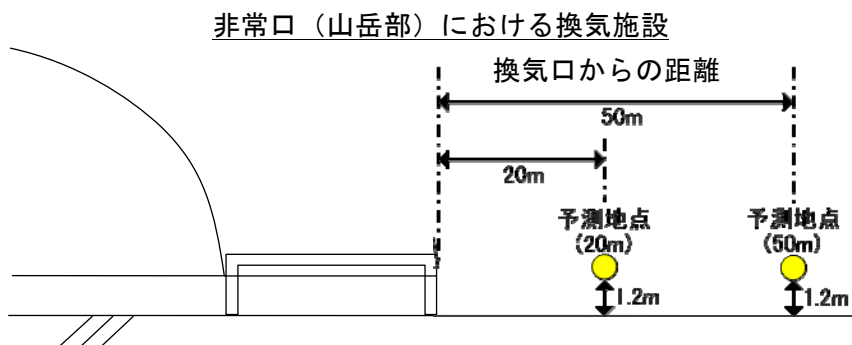 非常口（山岳部）における換気施設
換気口からの距離
50m
20m
予測地点
(20m)
予測地点
(50m)
1.2m
1.2m